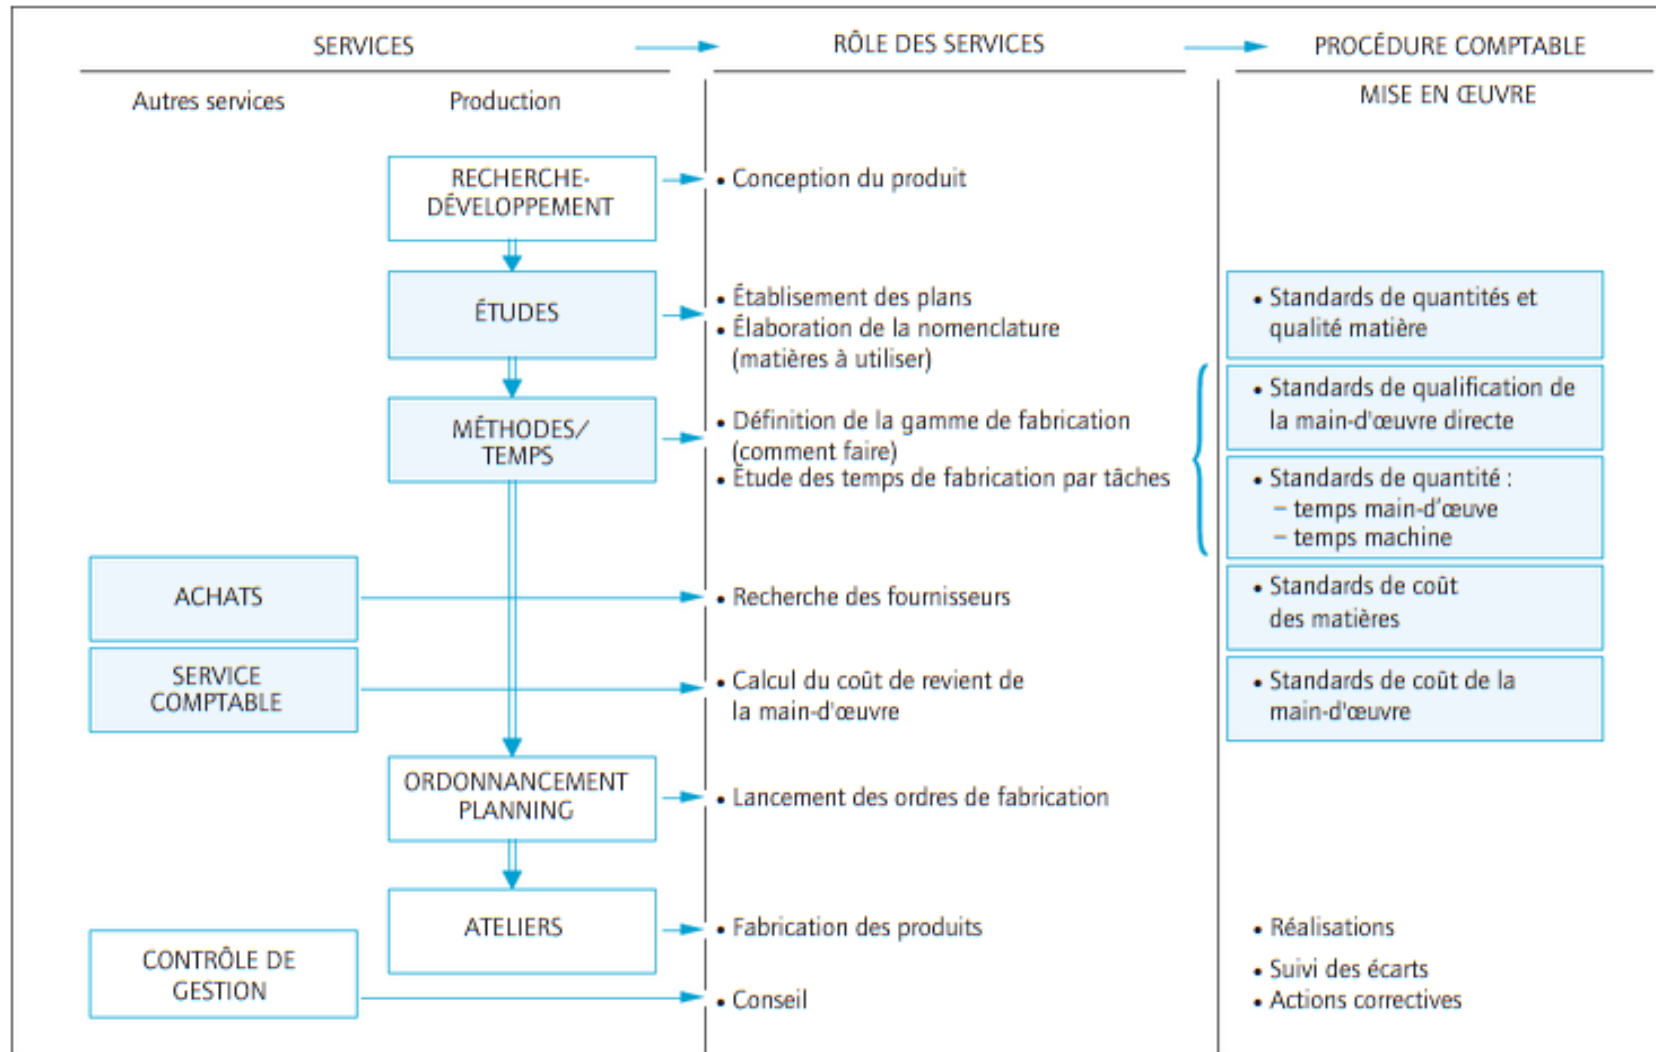 SERVICES
RÔLE DES SERVICES
PROCÉDURE COMPTABLE
Autres services
Production
MISE EN ŒUVRE
RECHERCHE-
DÉVELOPPEMENT
• Conception du produit
ÉTUDES
• Établisement des plans
• Élaboration de la nomenclature
(matières à utiliser)
• Standards de quantités et
qualité matière
MÉTHODES/
TEMPS
• Définition de la gamme de fabrication
(comment faire)
• Étude des temps de fabrication par tâches
• Standards de qualification de
la main-d'œuvre directe
• Standards de quantité :
– temps main-d'œuve
– temps machine
ACHATS
• Recherche des fournisseurs
• Standards de coût
des matières
SERVICE
COMPTABLE
• Calcul du coût de revient de
la main-d'œuvre
• Standards de coût de la
main-d'œuvre
ORDONNANCEMENT
PLANNING
• Lancement des ordres de fabrication
ATELIERS
• Fabrication des produits
• Réalisations
CONTRÔLE DE
GESTION
• Conseil
• Suivi des écarts
• Actions correctives